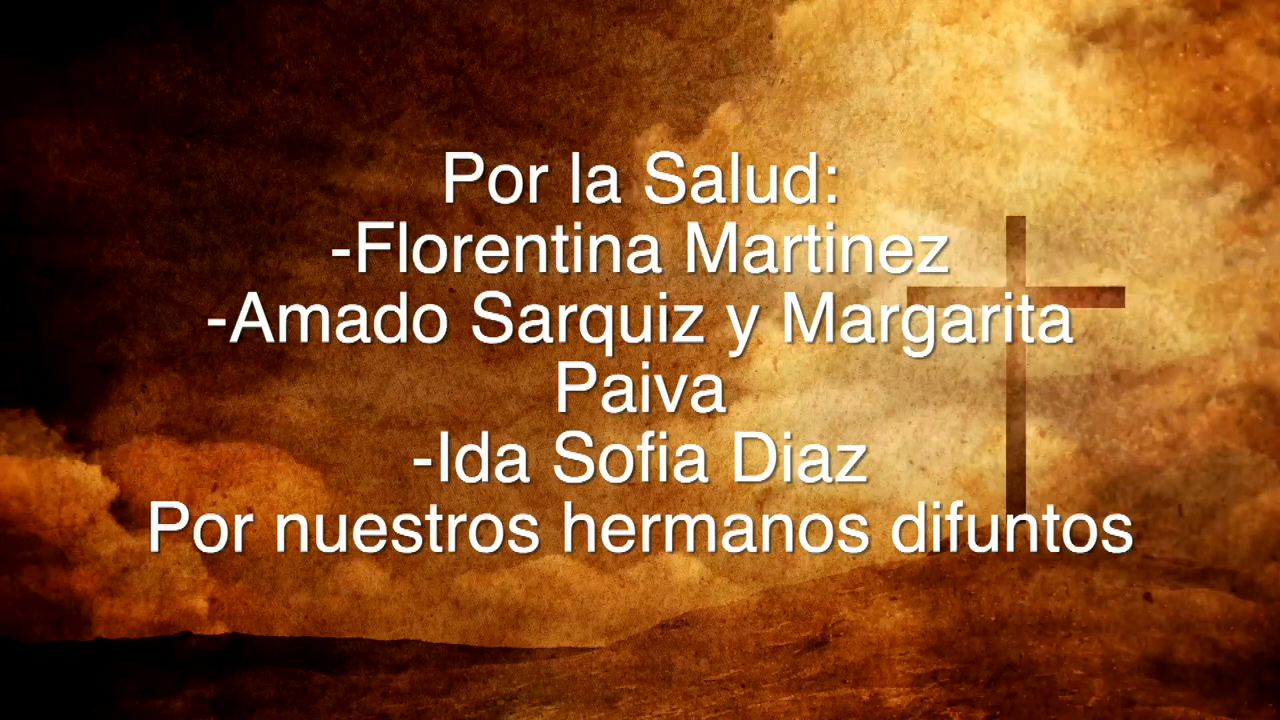 Por la Salud:
-Florentina Martinez
-Amado Sarquiz y Margarita
Paiva
-Ida Sofia Diaz
Por nuestros hermanos difuntos